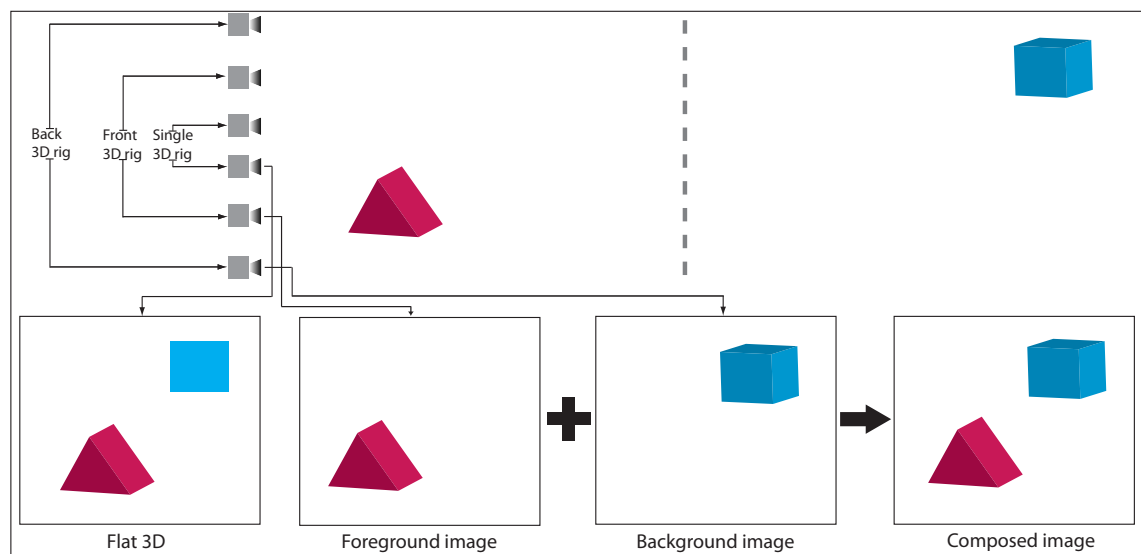 Back
3D rig
Front
3D rig
Single
3D rig
Flat 3D
Foreground image
Background image
Composed image